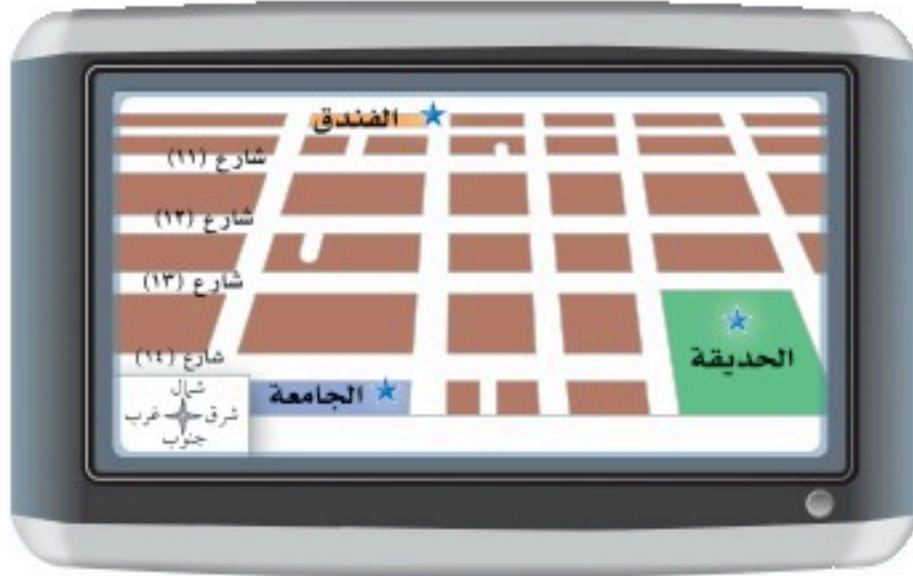 الفندق
شارع (١١)
شارع (١٢)
شارع (١٣)
شارع (١٤)
الحديقة
الجامعة
شمال
شرق
غرب
جنوب